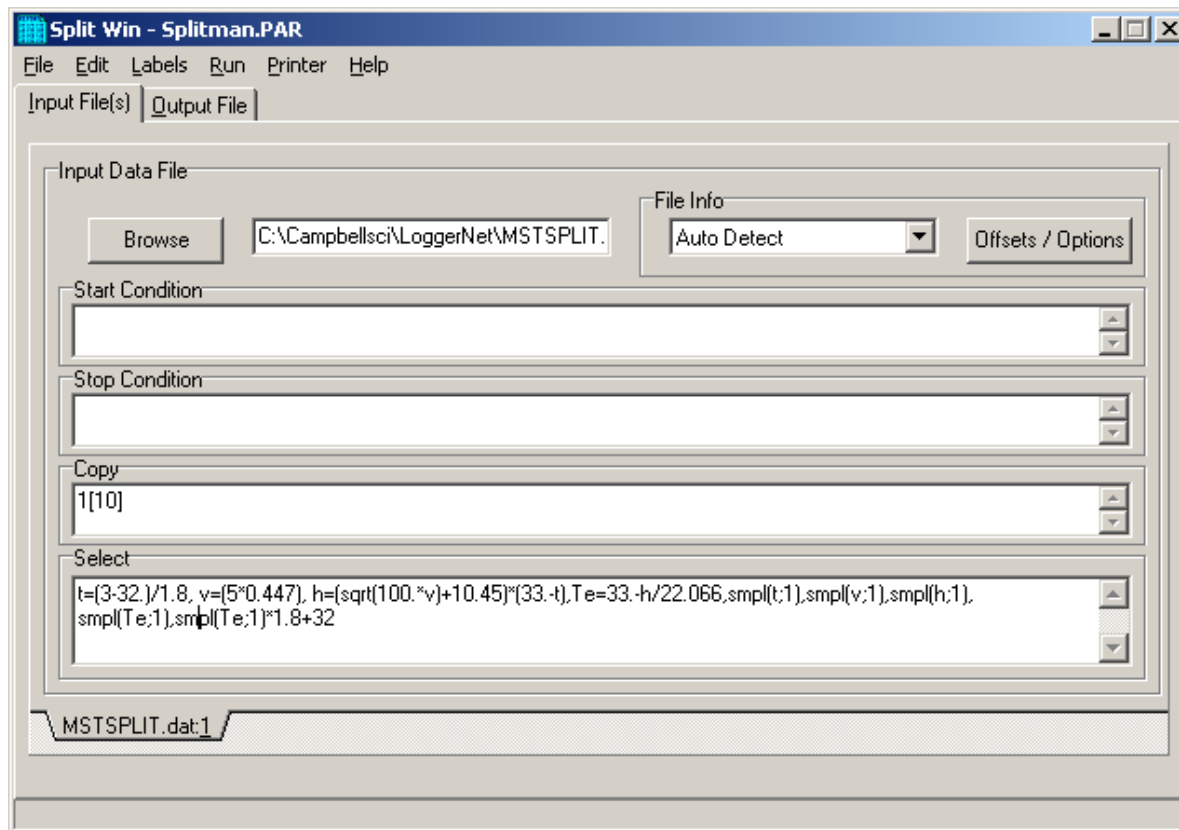 Split Win - Splitman.PAR
File Edit Labels Run Printer Help
Input File(s) Output File
Input Data File
File Info
Browse C:\Campbellsci\LoggerNet\MSTSPLIT. Auto Detect Offsets / Options
Start Condition
Stop Condition
Copy
1[10]
Select
t=(3-32.)/1.8, v=(5*0.447), h=(sqrt(100.*v)+10.45)*(33.-t),Te=33.-h/22.066,smpl(t;1),smpl(v;1),smpl(h;1),
smpl(Te;1),smpl(Te;1)*1.8+32
MSTSPLIT.dat:1